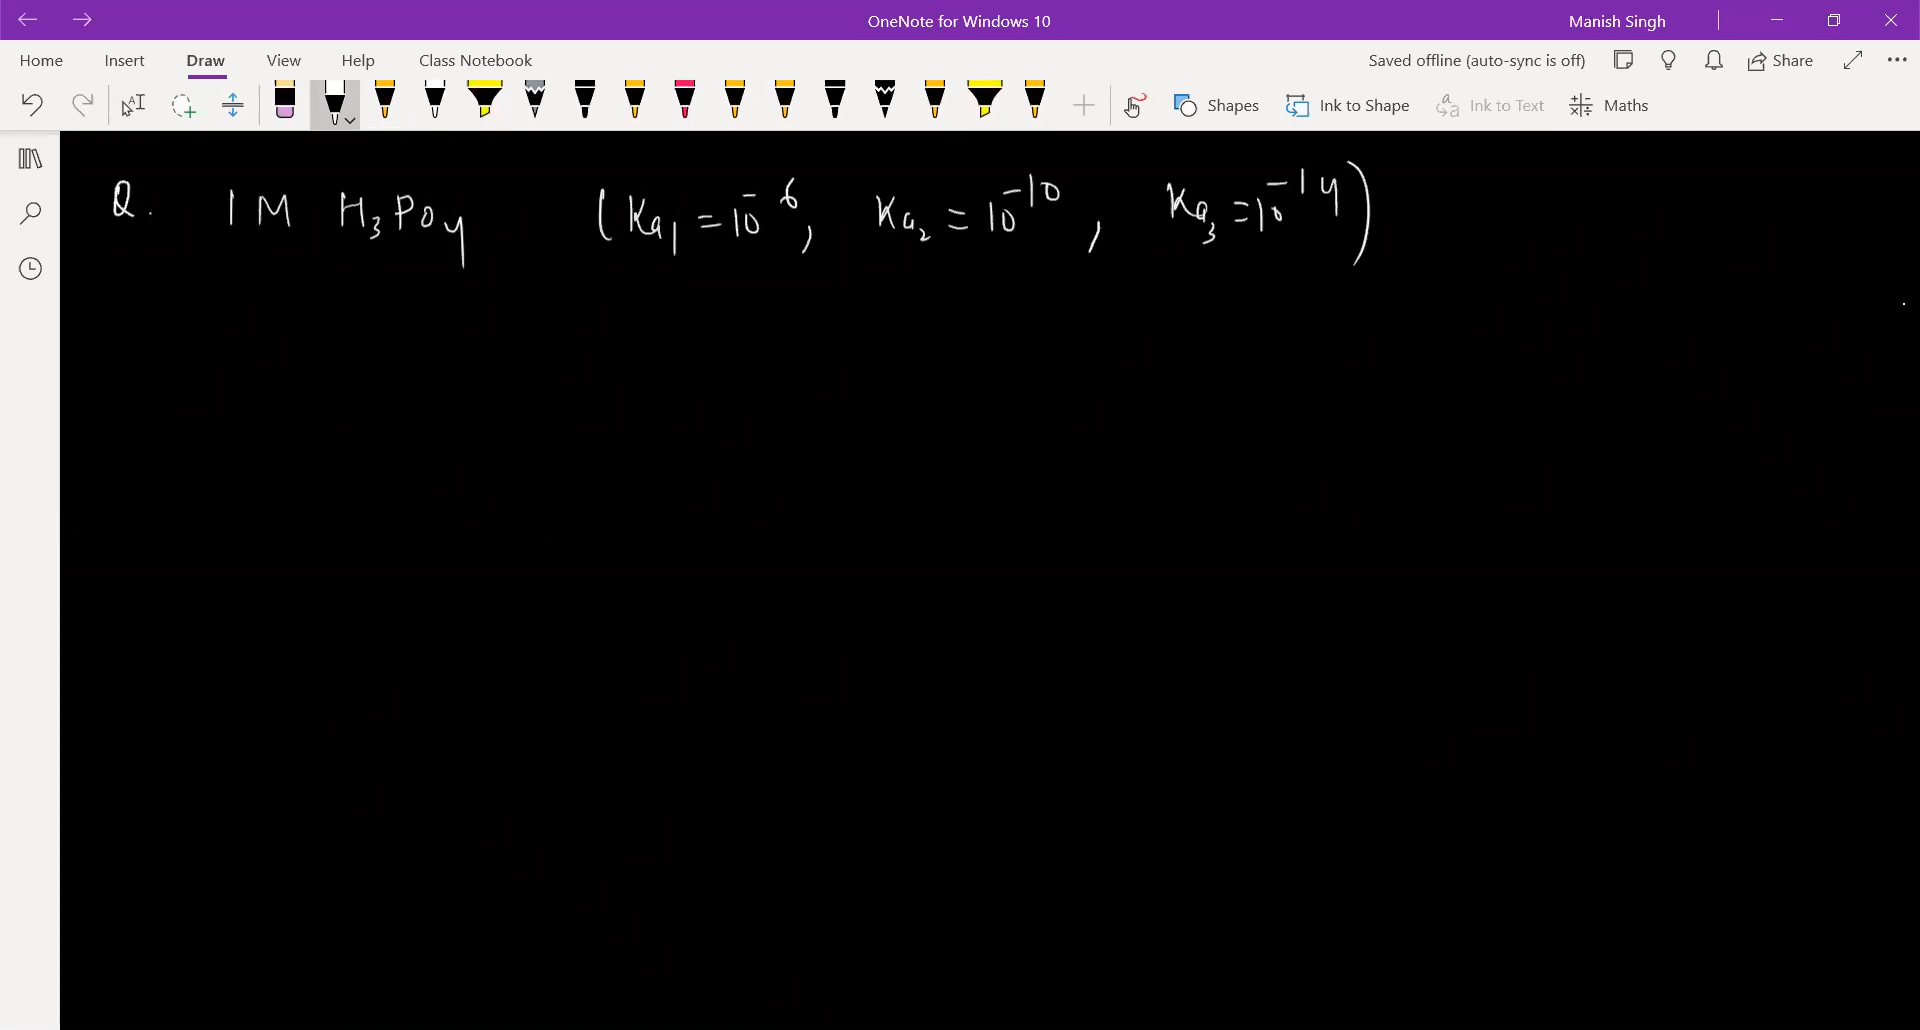 OneNote for Windows 10
Manish Singh
Home Insert Draw View Help Class Notebook
Saved offline (auto-sync is off)
Share
Shapes
Ink to Shape
Ink to Text
Maths
Q. 1 M H₃PO₄ (Ka₁ = 10⁻⁶, Ka₂ = 10⁻¹⁰, Ka₃ = 10⁻¹⁴)